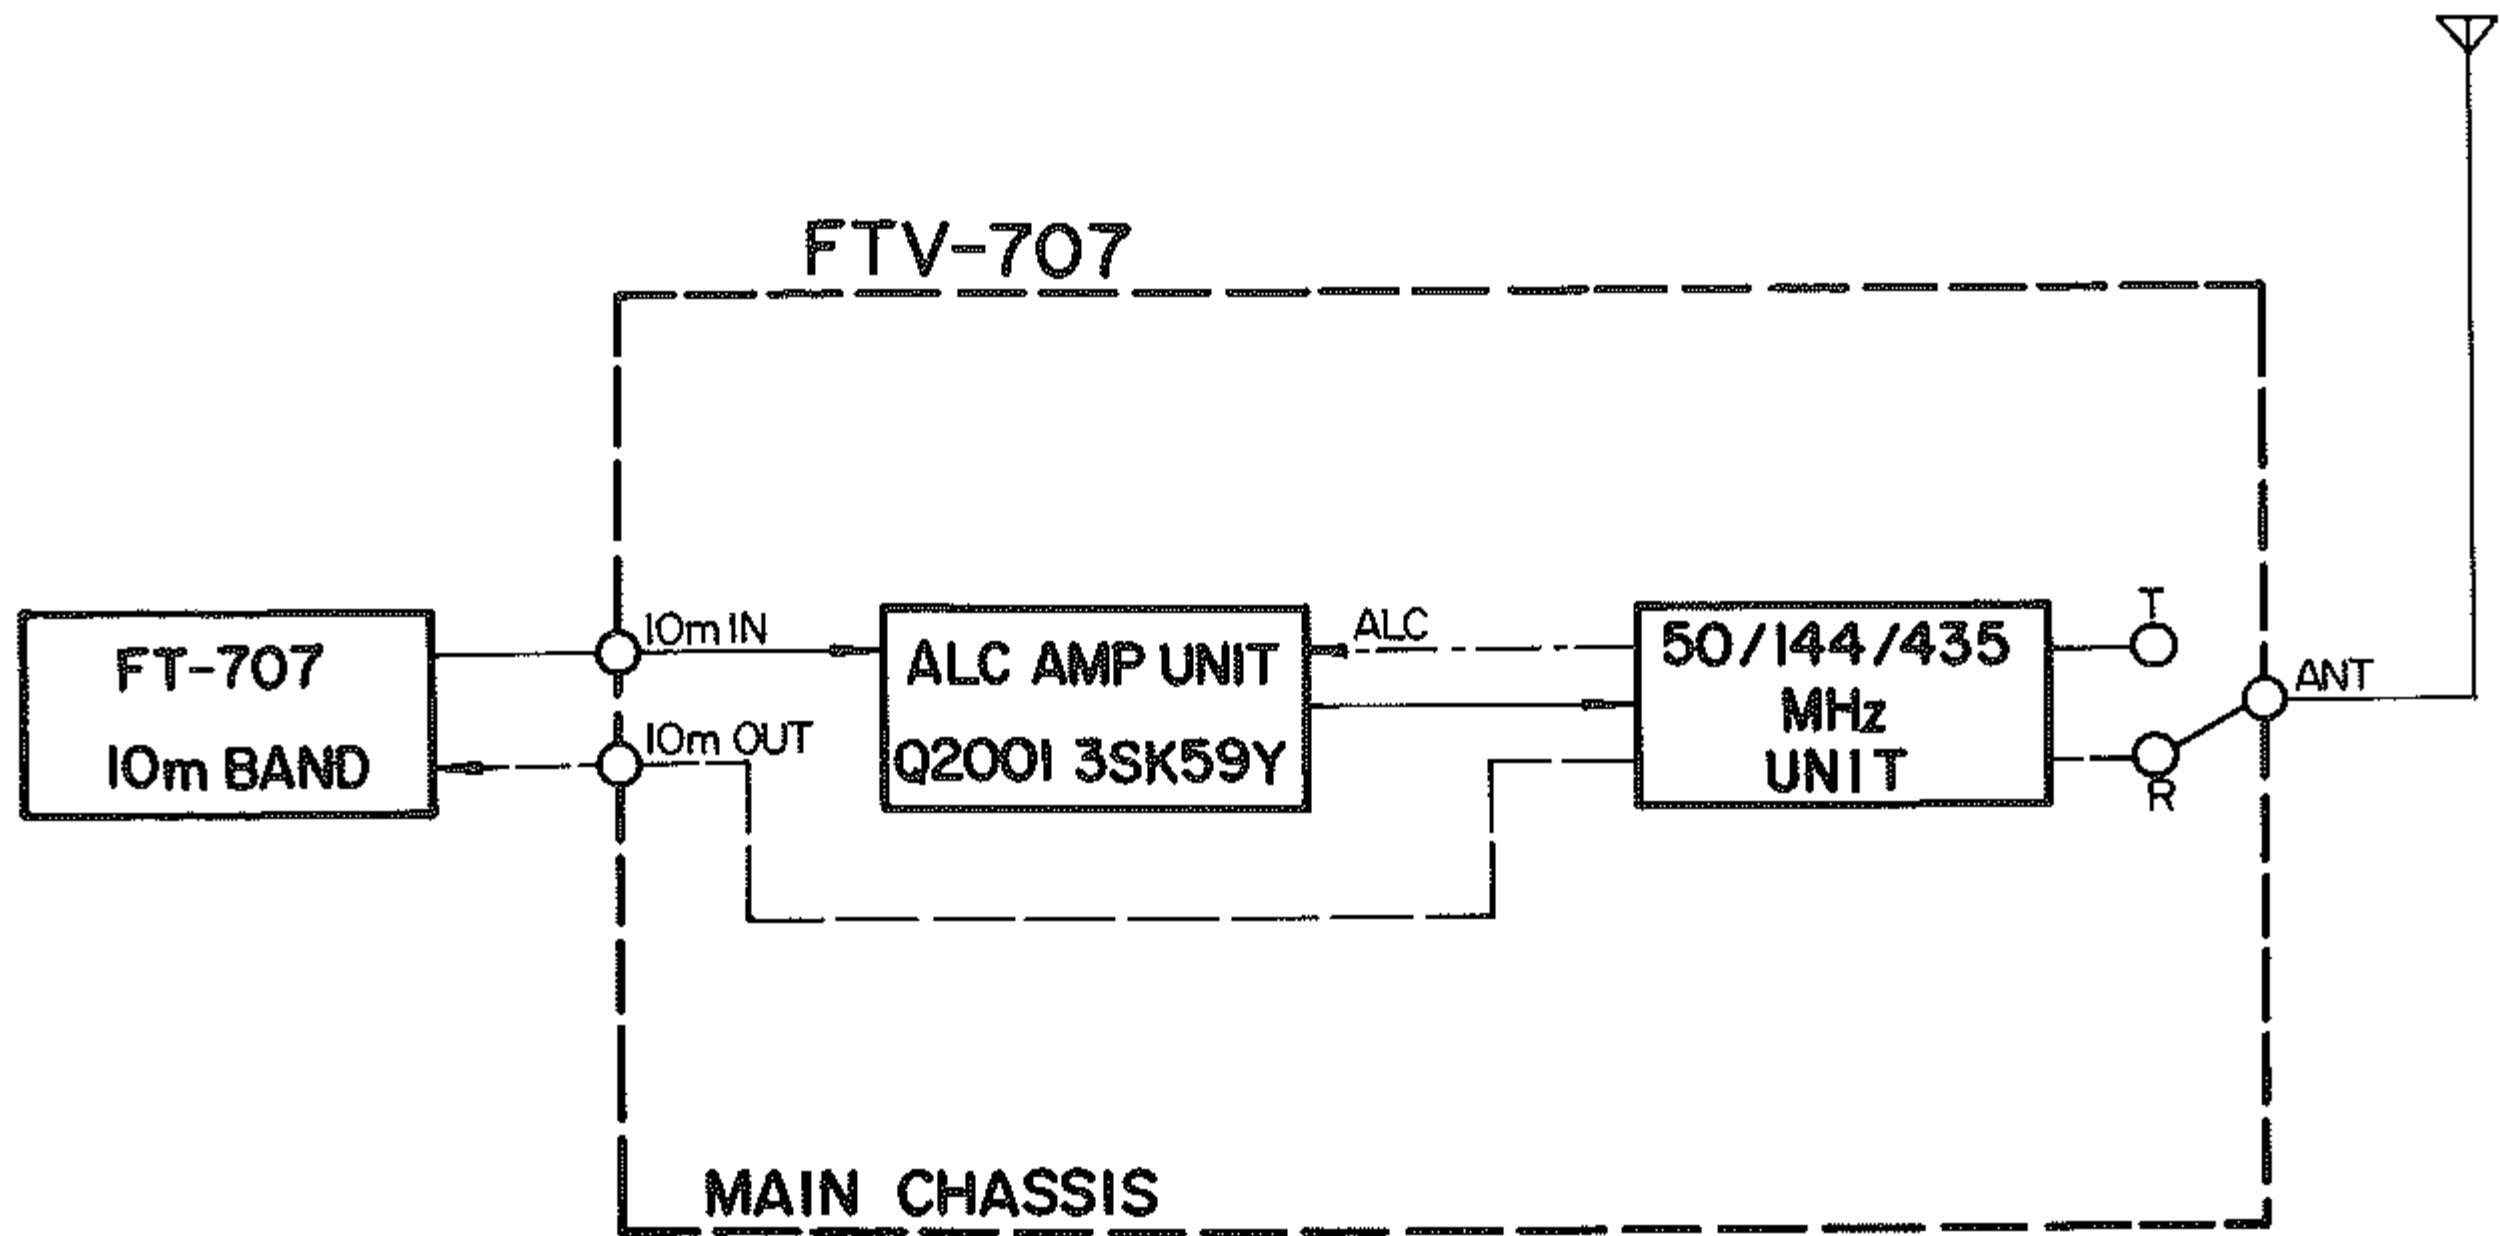 FTV-707
FT-707
10m BAND
10m IN
10m OUT
ALC AMP UNIT
Q2001 3SK59Y
ALC
50/144/435
MHz
UNIT
T
R
ANT
MAIN CHASSIS